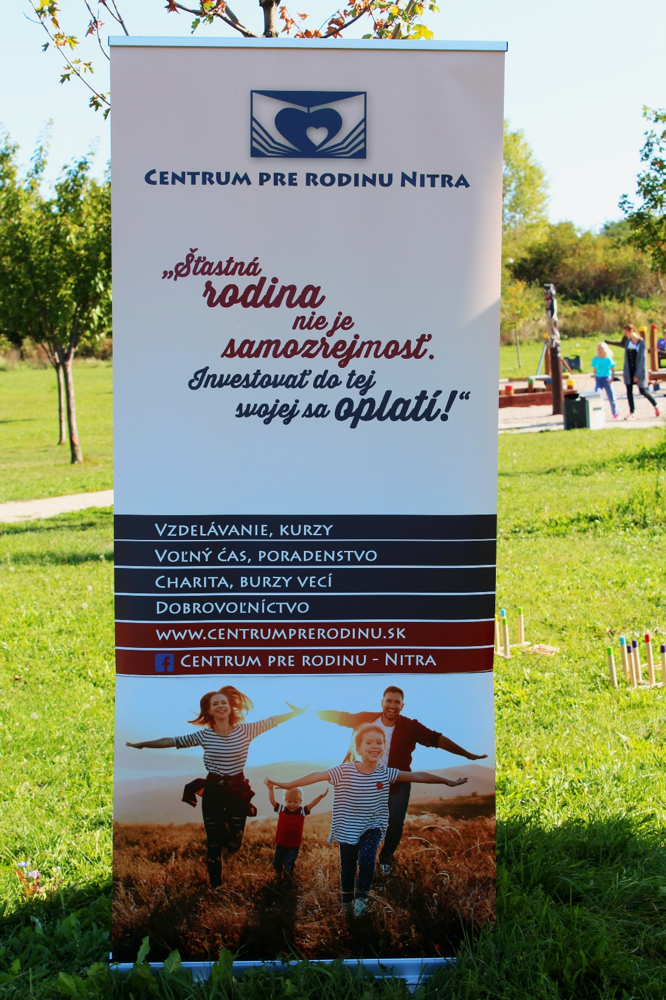 Centrum pre rodinu Nitra
„Šťastná
rodina
nie je
samozrejmosť.
Investovať do tej
svojej sa oplatí!“
Vzdelávanie, kurzy
Voľný ćas, poradenstvo
Charita, burzy vecí
Dobrovoľníctvo
www.centrumprerodinu.sk
f Centrum pre rodinu - Nitra